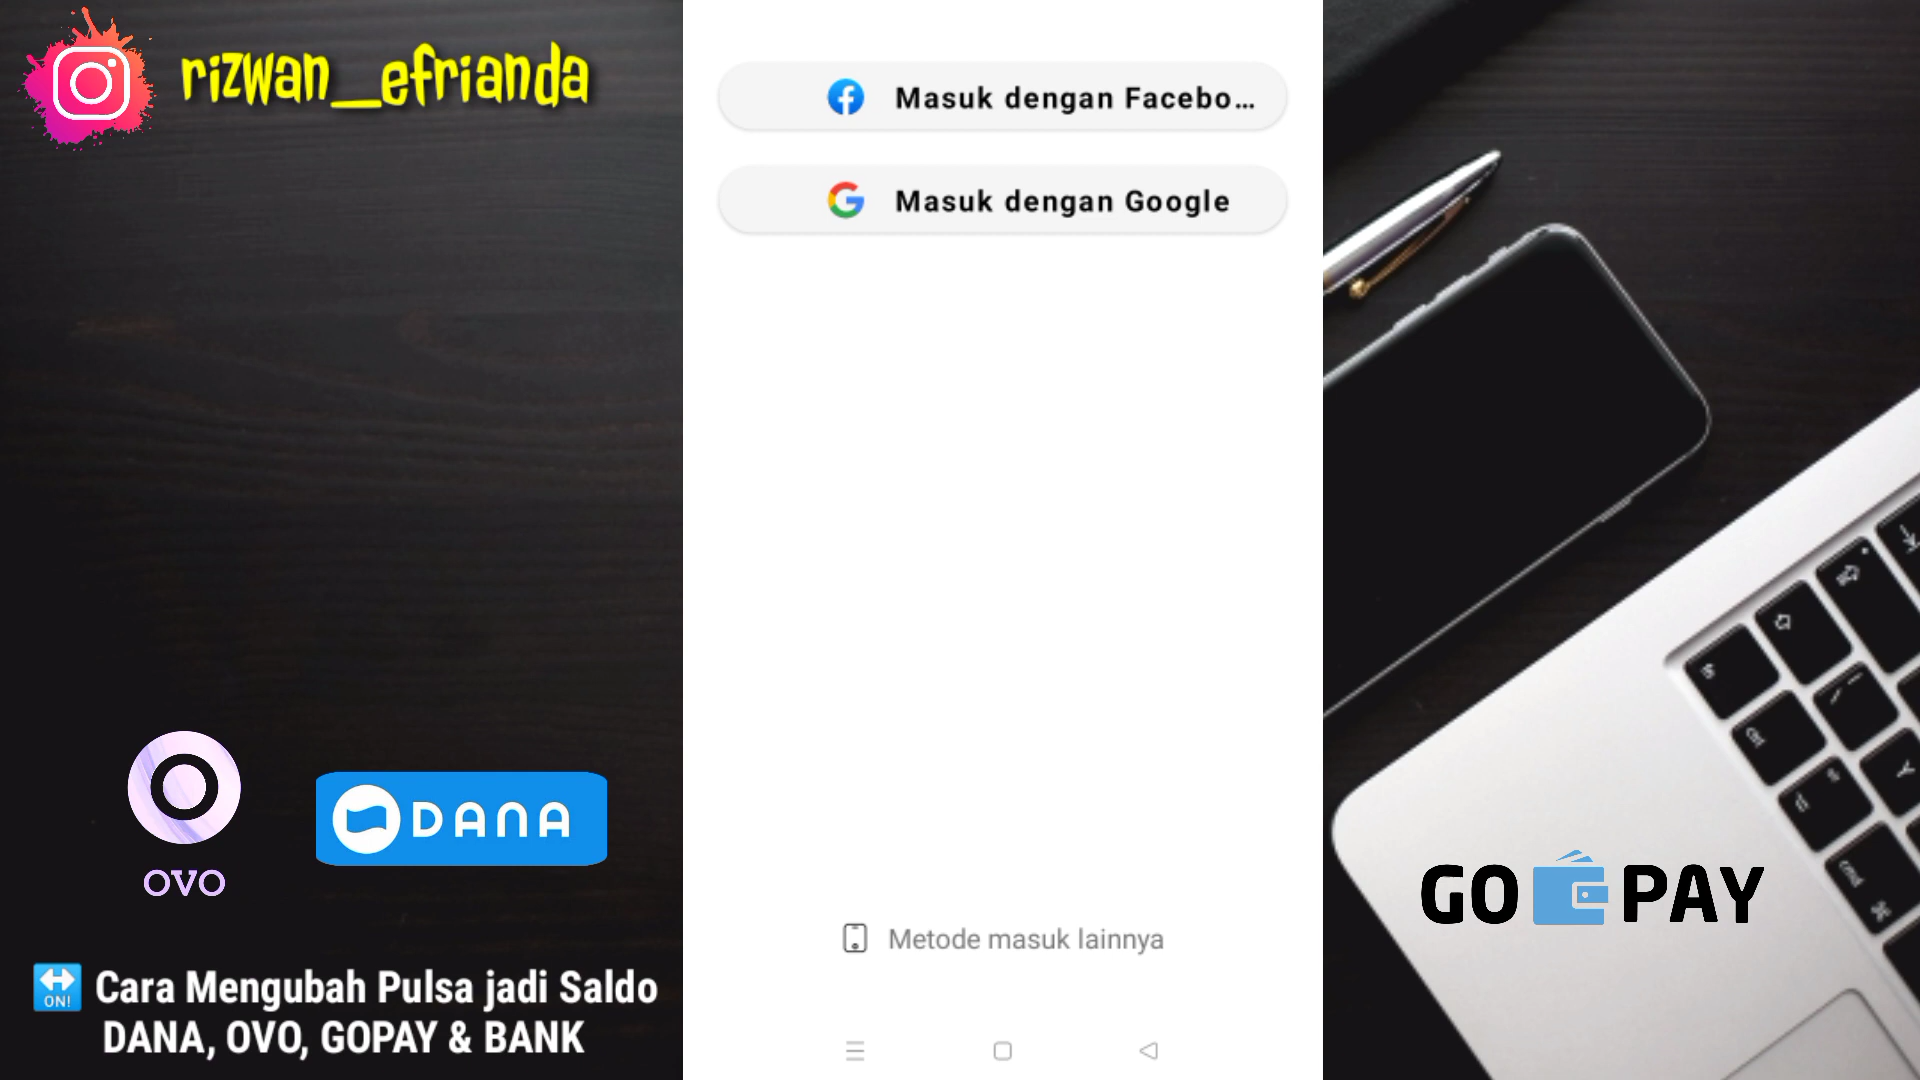 rizwan__efrianda
Masuk dengan Facebo...
Masuk dengan Google
OVO
DANA
GO PAY
Metode masuk lainnya
ON!
Cara Mengubah Pulsa jadi Saldo
DANA, OVO, GOPAY & BANK